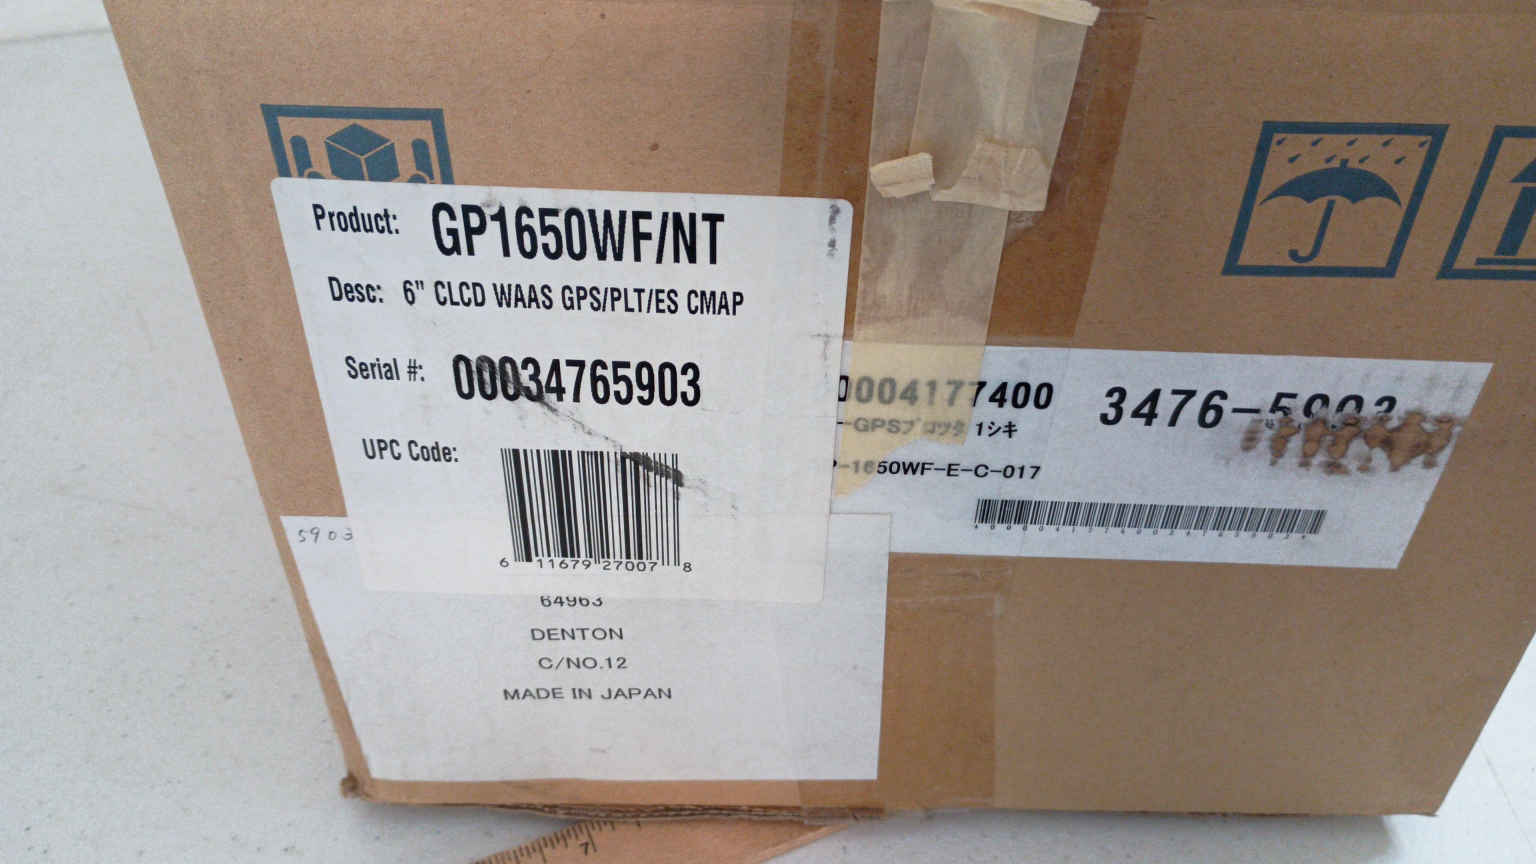 Product: GP1650WF/NT
Desc: 6" CLCD WAAS GPS/PLT/ES CMAP
Serial #: 00034765903
UPC Code:
6 11679 27007 8
0004177400
3476-5903
-GPSプロッタ 1シキ
P-1650WF-E-C-017
5903
64963
DENTON
C/NO.12
MADE IN JAPAN